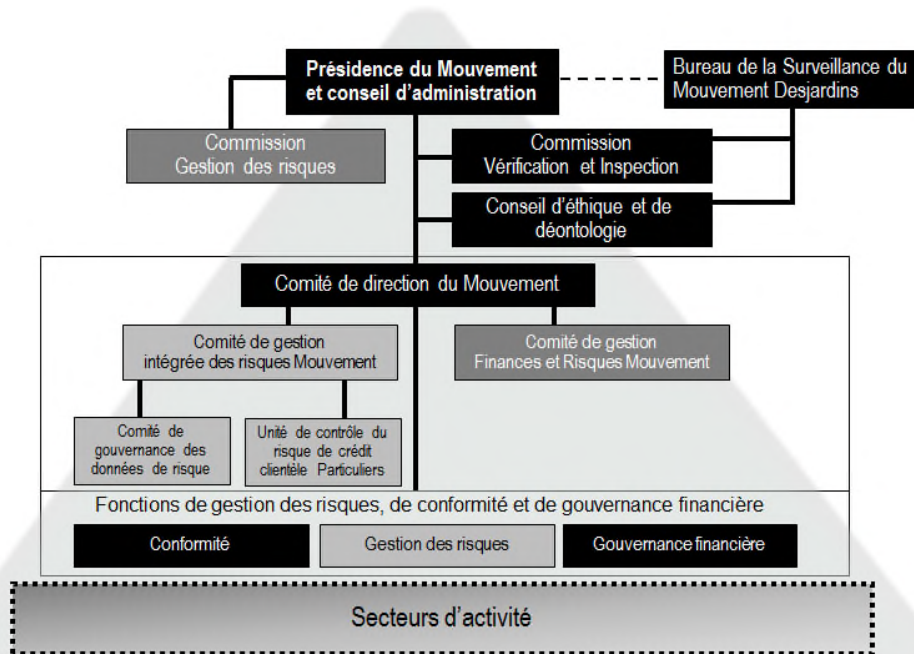 Présidence du Mouvement
et conseil d'administration
Bureau de la Surveillance du
Mouvement Desjardins
Commission
Gestion des risques
Commission
Vérification et Inspection
Conseil d'éthique et de
déontologie
Comité de direction du Mouvement
Comité de gestion
intégrée des risques Mouvement
Comité de gestion
Finances et Risques Mouvement
Comité de
gouvernance des
données de risque
Unité de contrôle du
risque de crédit
clientèle Particuliers
Fonctions de gestion des risques, de conformité et de gouvernance financière
Conformité
Gestion des risques
Gouvernance financière
Secteurs d'activité